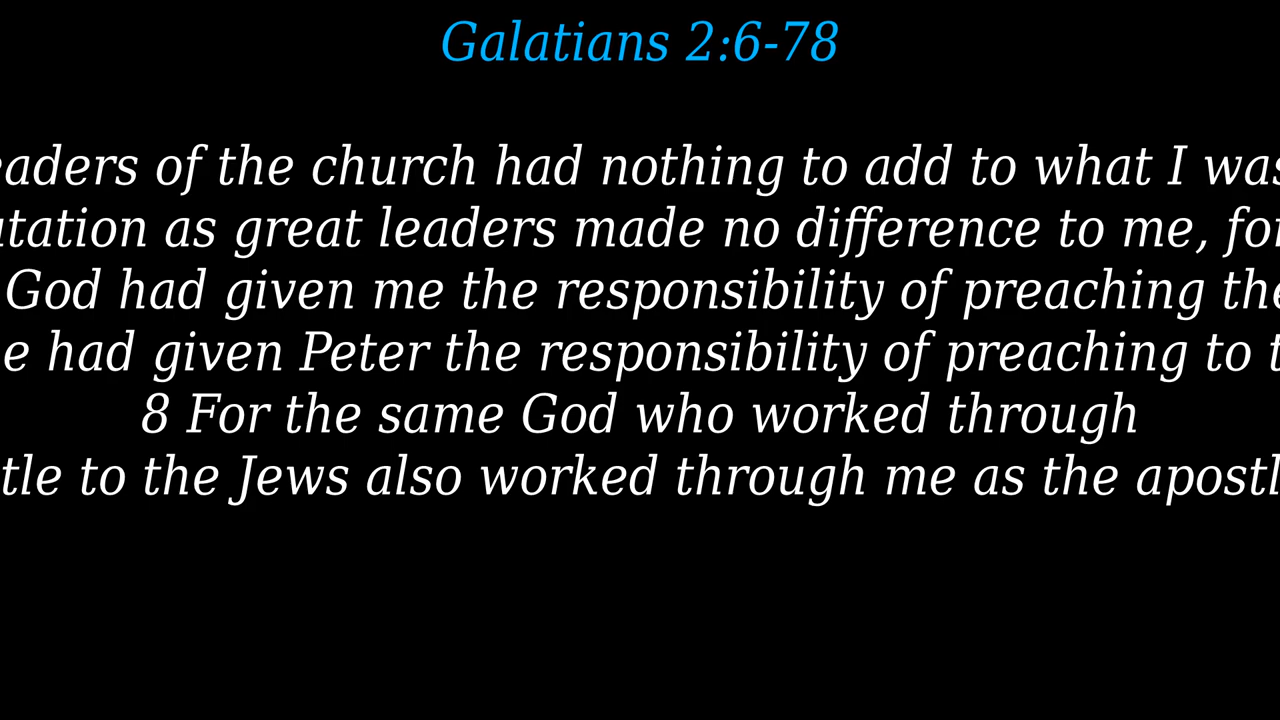 Galatians 2:6-78
eaders of the church had nothing to add to what I was
utation as great leaders made no difference to me, for
God had given me the responsibility of preaching the
e had given Peter the responsibility of preaching to t
8 For the same God who worked through
tle to the Jews also worked through me as the apostl